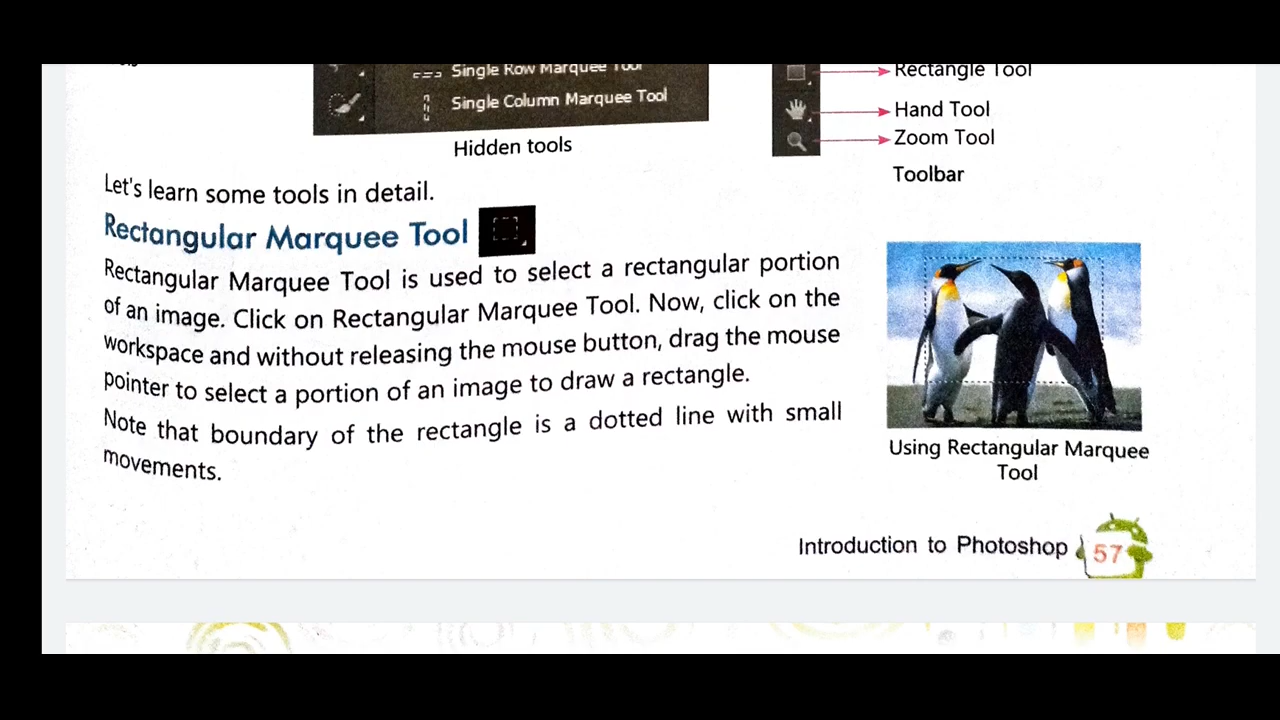 Single Row Marquee Tool
Single Column Marquee Tool
Hidden tools
Rectangle Tool
Hand Tool
Zoom Tool
Toolbar
Let's learn some tools in detail.
Rectangular Marquee Tool
Rectangular Marquee Tool is used to select a rectangular portion
of an image. Click on Rectangular Marquee Tool. Now, click on the
workspace and without releasing the mouse button, drag the mouse
pointer to select a portion of an image to draw a rectangle.
Note that boundary of the rectangle is a dotted line with small
movements.
Using Rectangular Marquee
Tool
Introduction to Photoshop 57